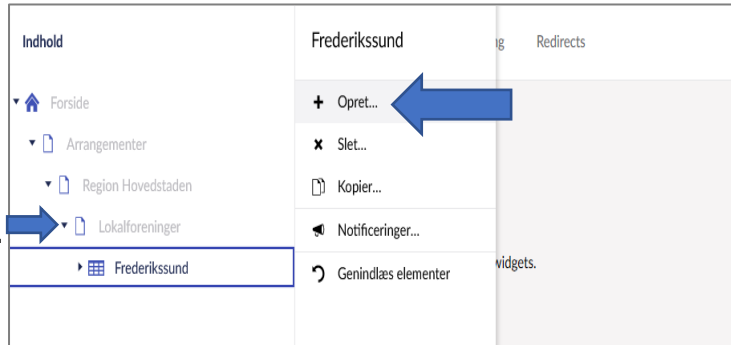 Indhold
Forside
Arrangementer
Region Hovedstaden
Lokalforeninger
Frederikssund
Frederikssund
Opret...
Slet...
Kopier...
Notificeringer...
Genindlæs elementer
Redirects
widgets.